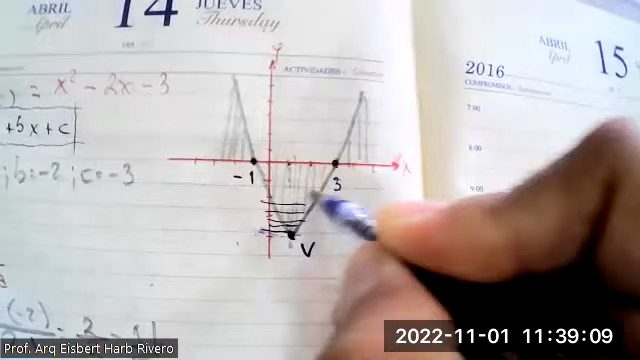 ABRIL
April
14
JUEVES
Thursday
ACTIVIDADES
= x² - 2x - 3
+bx+c
; b=-2 ; c=-3
y
x
-1
3
V
2016
ABRIL
April
15
7:00
8:00
9:00
(-2)
Prof. Arq Eisbert Harb Rivero
2022-11-01 11:39:09